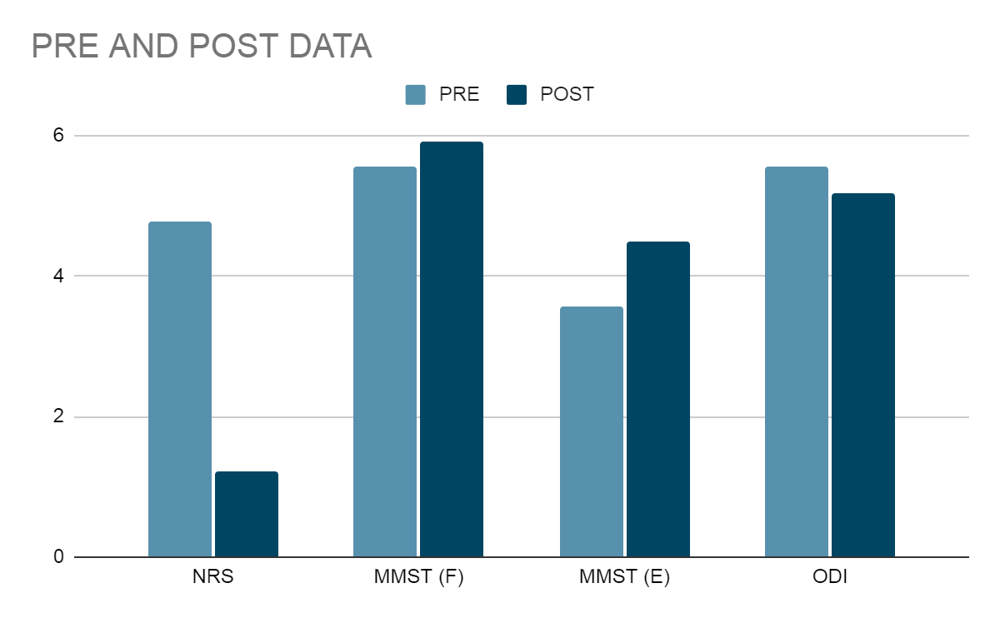 PRE AND POST DATA
PRE POST
6
4
2
0
NRS MMST (F) MMST (E) ODI